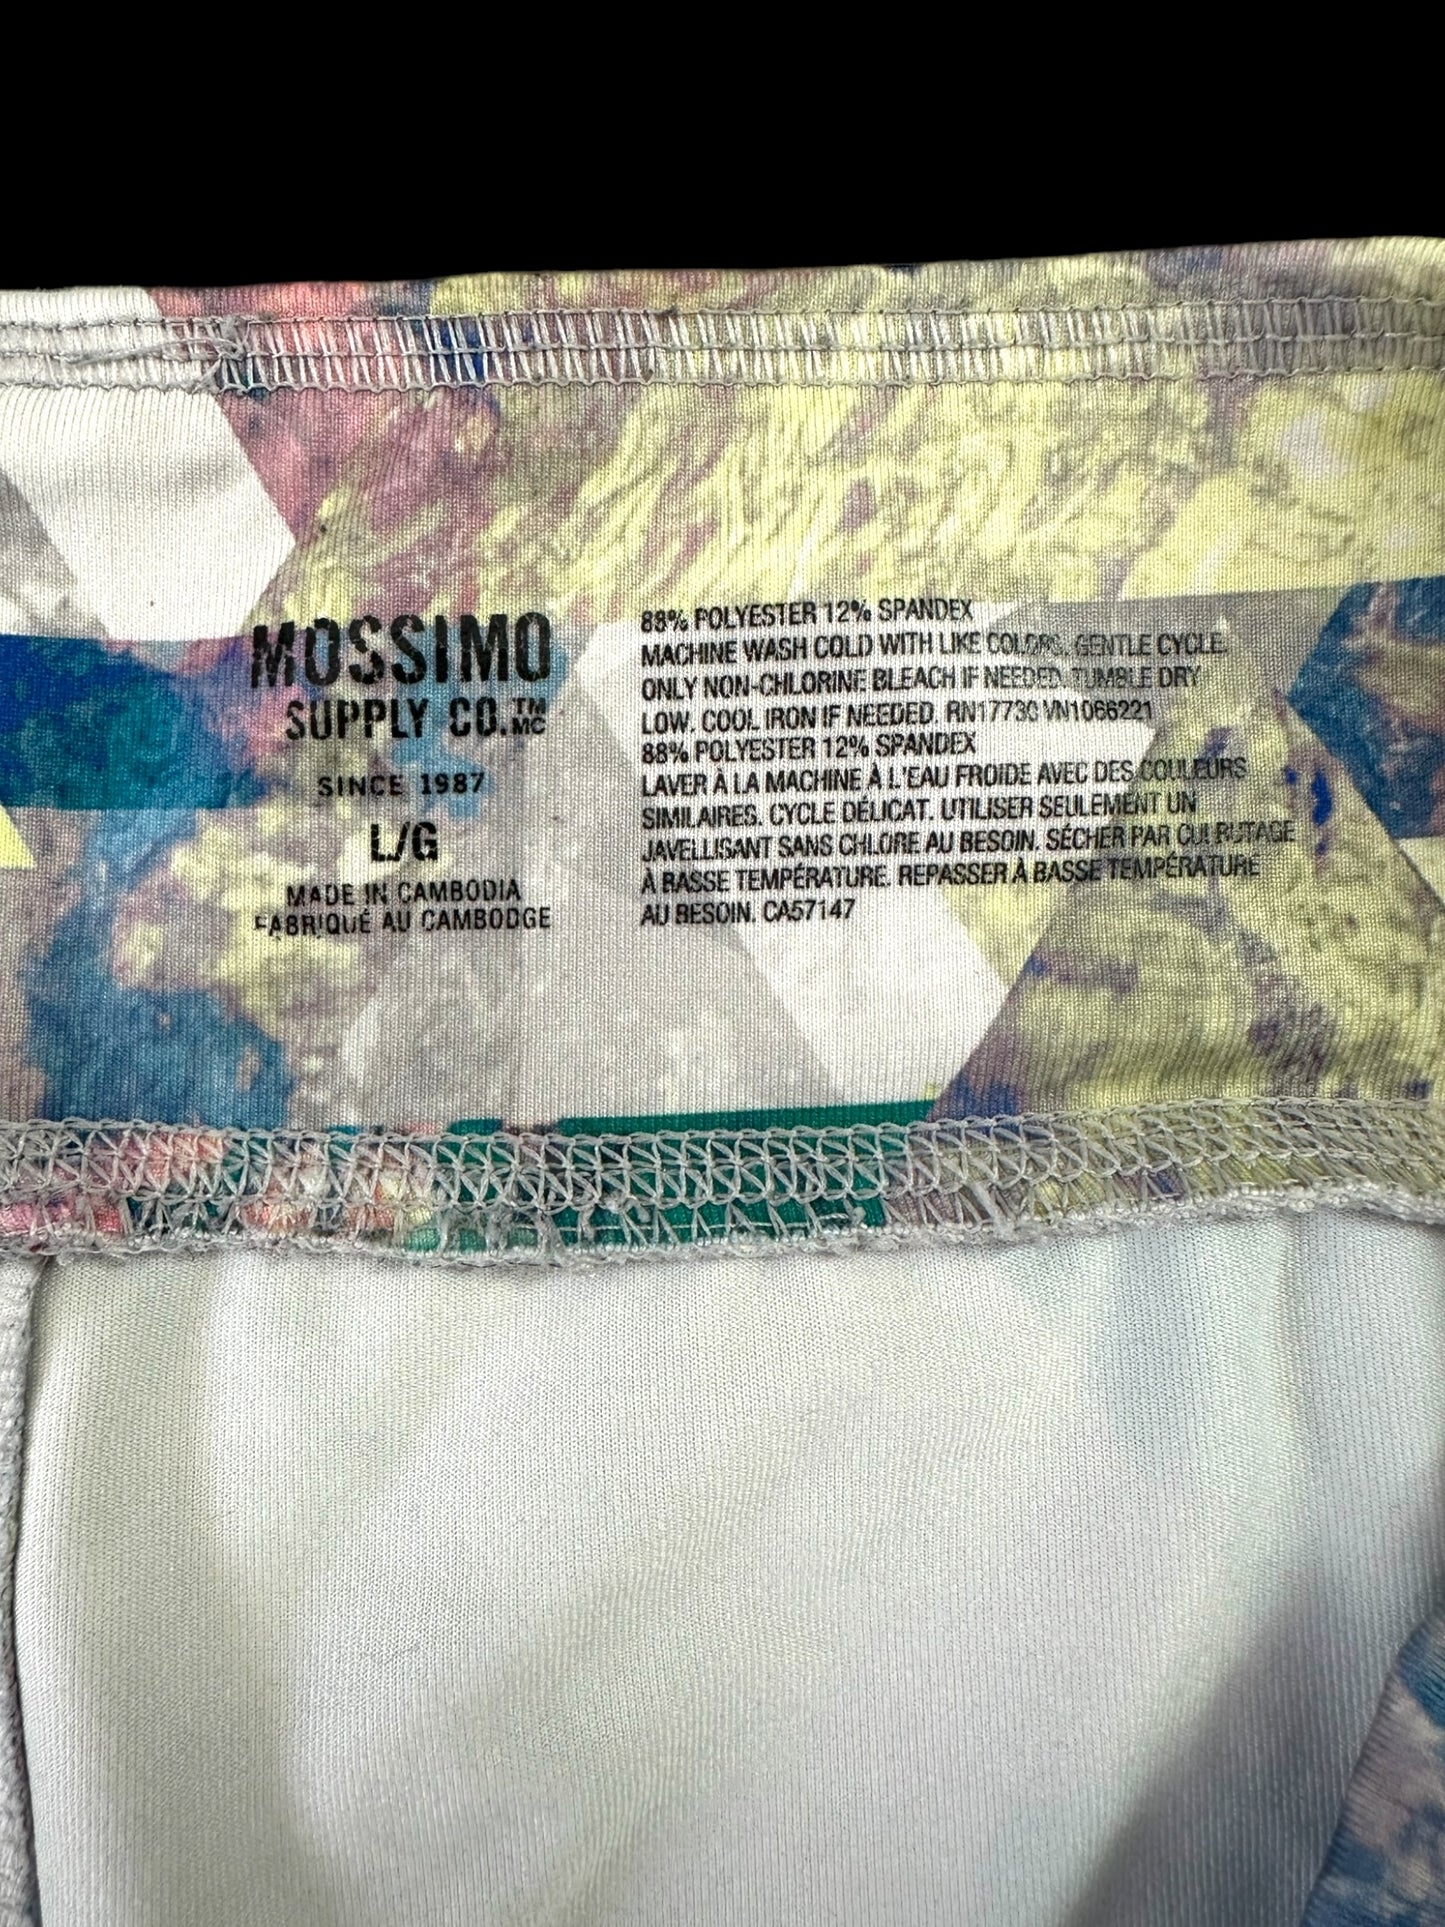 MOSSIMO
SUPPLY CO.™ MC
SINCE 1987
L/G
MADE IN CAMBODIA
FABRIQUÉ AU CAMBODGE
88% POLYESTER 12% SPANDEX
MACHINE WASH COLD WITH LIKE COLORS. GENTLE CYCLE.
ONLY NON-CHLORINE BLEACH IF NEEDED. TUMBLE DRY
LOW. COOL IRON IF NEEDED. RN17730 VN1066221
88% POLYESTER 12% SPANDEX
LAVER À LA MACHINE À L'EAU FROIDE AVEC DES COULEURS
SIMILAIRES. CYCLE DÉLICAT. UTILISER SEULEMENT UN
JAVELLISANT SANS CHLORE AU BESOIN. SÉCHER PAR CULBUTAGE
À BASSE TEMPÉRATURE. REPASSER À BASSE TEMPÉRATURE
AU BESOIN. CA57147